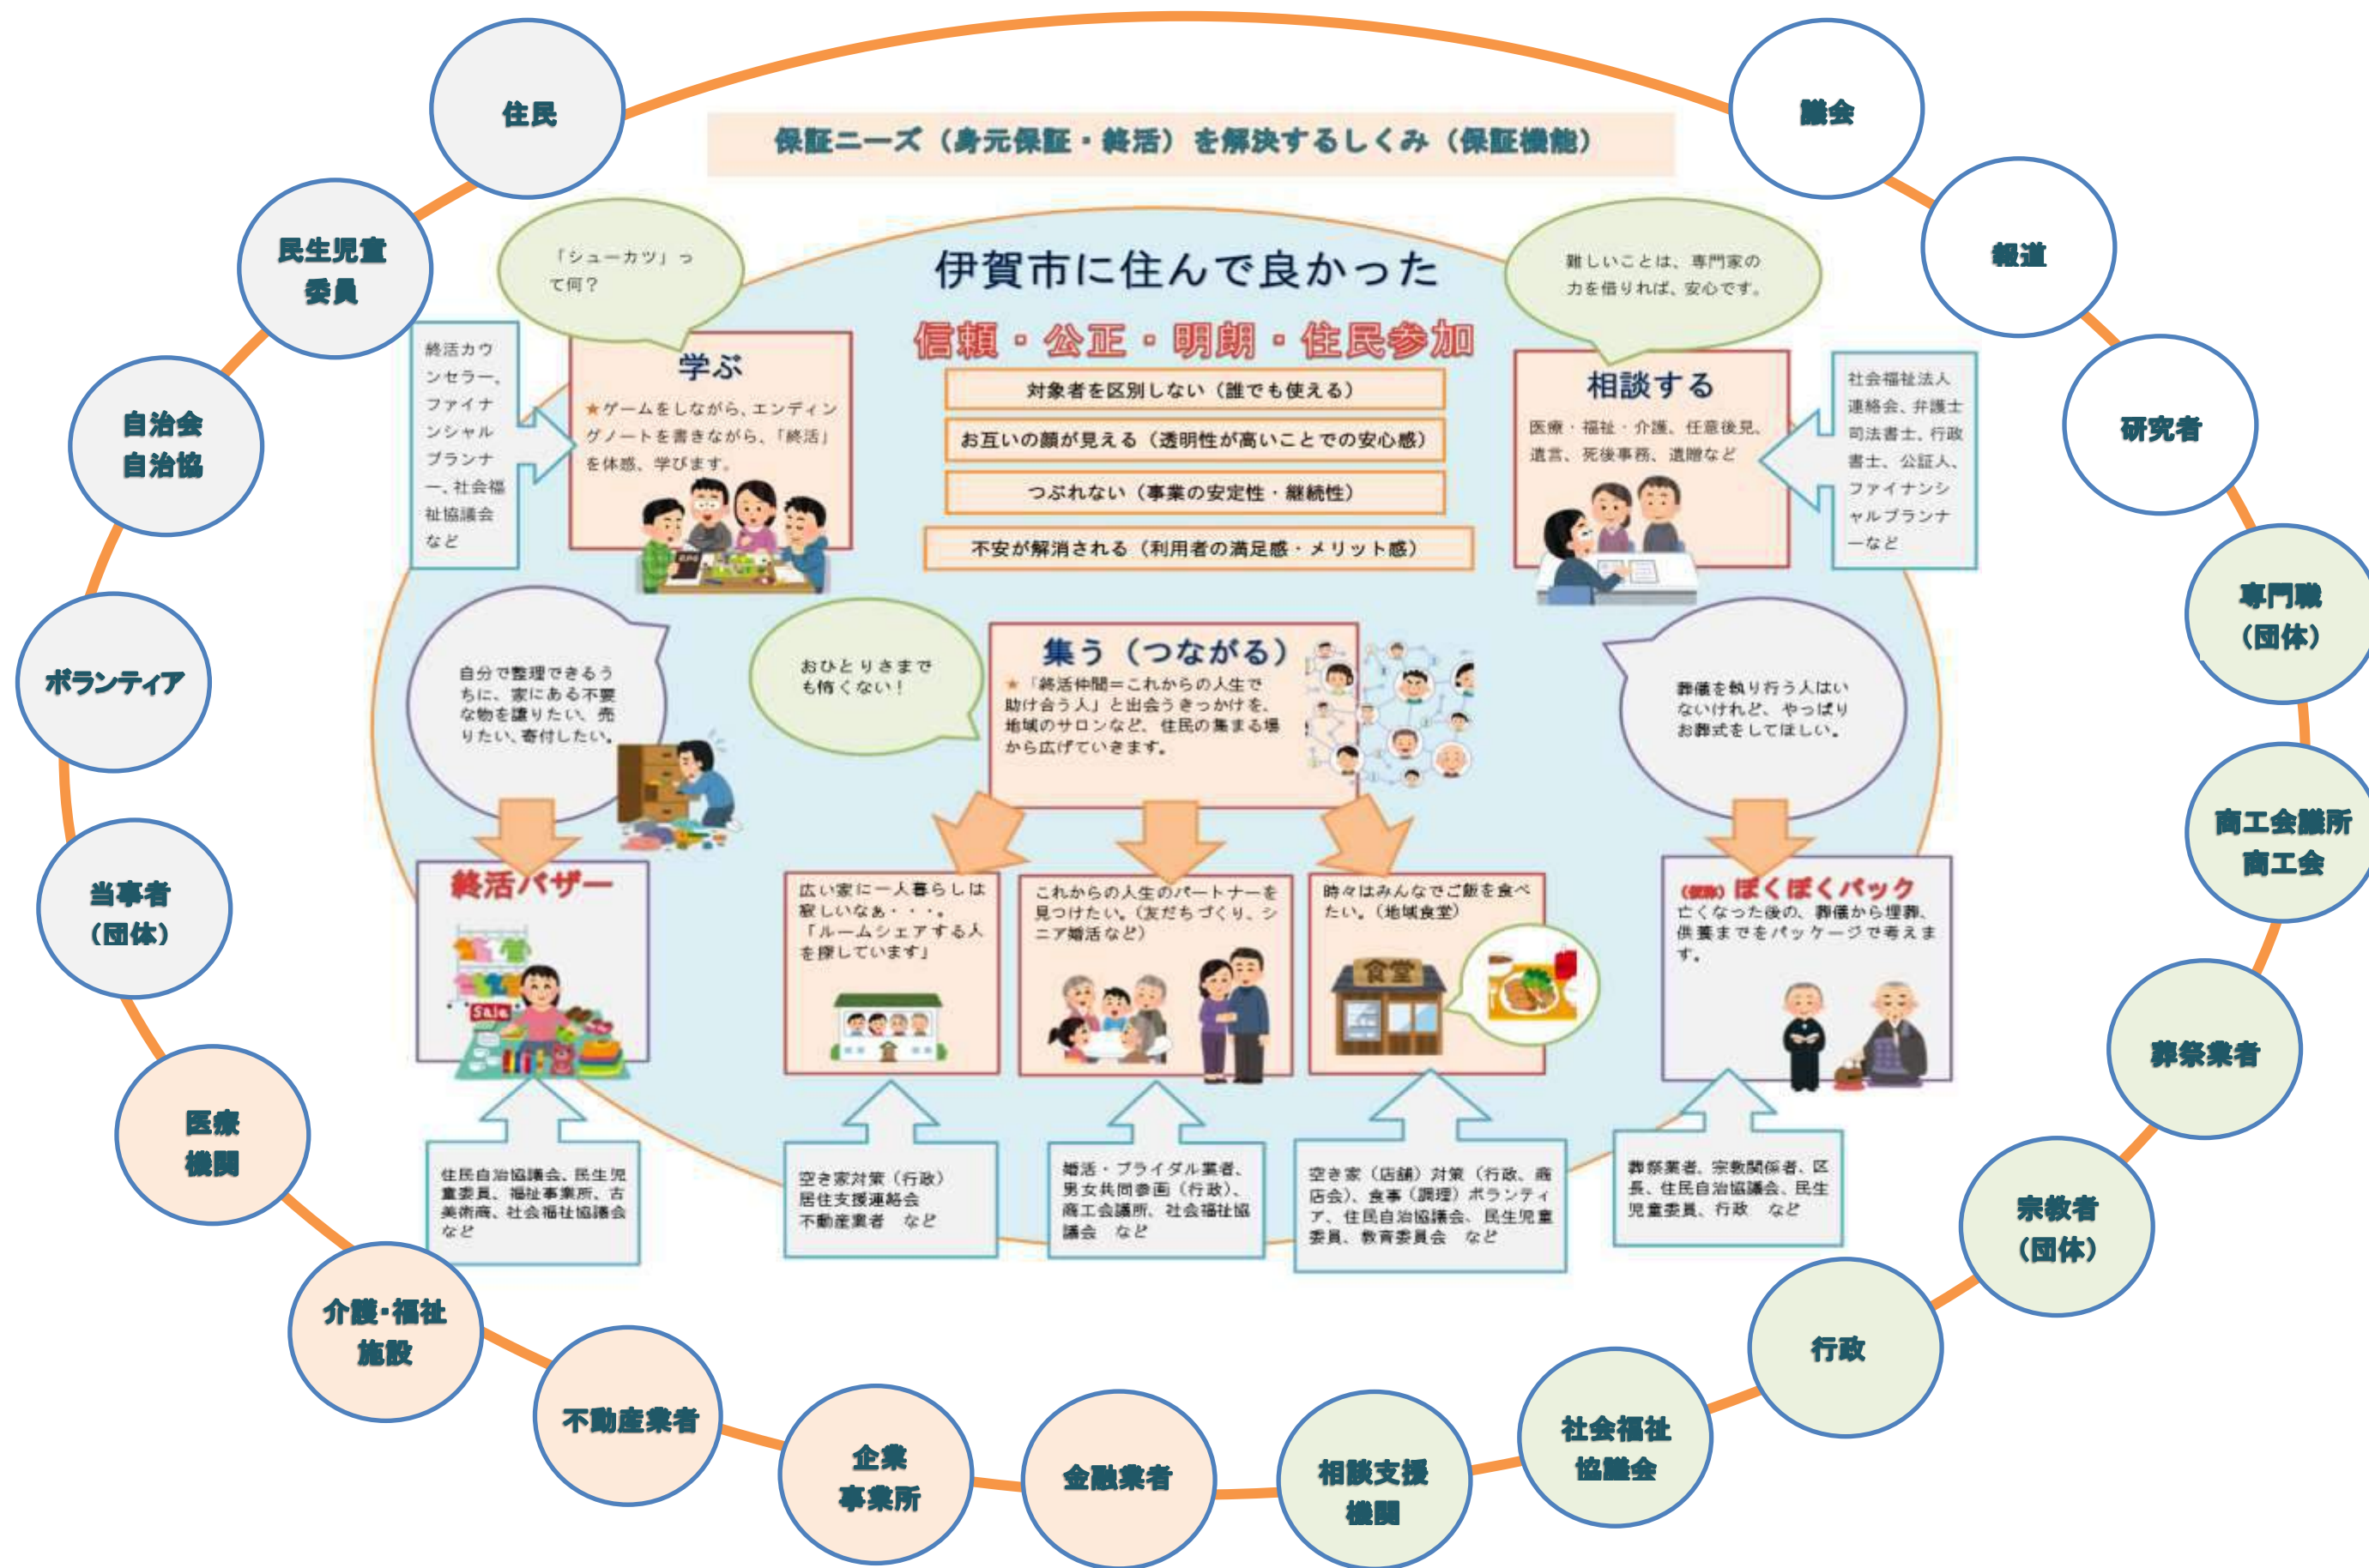 住民
議会
保証ニーズ（身元保証・終活）を解決するしくみ（保証機能）
民生児童
委員
報道
自治会
自治協
研究者
ボランティア
専門職
（団体）
当事者
（団体）
商工会議所
商工会
医療
機関
葬祭業者
介護・福祉
施設
宗教者
（団体）
不動産業者
行政
企業
事業所
金融業者
相談支援
機関
社会福祉
協議会
伊賀市に住んで良かった
信頼・公正・明朗・住民参加
対象者を区別しない（誰でも使える）
お互いの顔が見える（透明性が高いことでの安心感）
つぶれない（事業の安定性・継続性）
不安が解消される（利用者の満足感・メリット感）
「シューカツ」っ
て何？
終活カウ
ンセラー、
ファイナ
ンシャル
プランナ
ー、社会福
祉協議会
など
学ぶ
★ゲームをしながら、エンディン
グノートを書きながら、「終活」
を体感、学びます。
難しいことは、専門家の
力を借りれば、安心です。
相談する
医療・福祉・介護、任意後見、
遺言、死後事務、遺贈など
社会福祉法人
連絡会、弁護士
司法書士、行政
書士、公証人、
ファイナンシ
ャルプランナ
ーなど
自分で整理できるう
ちに、家にある不要
な物を譲りたい、売
りたい、寄付したい。
おひとりさまで
も怖くない！
集う（つながる）
★「終活仲間＝これからの人生で
助け合う人」と出会うきっかけを、
地域のサロンなど、住民の集まる場
から広げていきます。
葬儀を執り行う人はい
ないけれど、やっぱり
お葬式をしてほしい。
終活バザー
Sale
広い家に一人暮らしは
寂しいなぁ・・・。
「ルームシェアする人
を探しています」
これからの人生のパートナーを
見つけたい。（友だちづくり、シ
ニア婚活など）
時々はみんなでご飯を食べ
たい。（地域食堂）
食堂
（仮称）ぽくぽくパック
亡くなった後の、葬儀から埋葬、
供養までをパッケージで考えま
す。
住民自治協議会、民生児
童委員、福祉事業所、古
美術商、社会福祉協議会
など
空き家対策（行政）
居住支援連絡会
不動産業者　など
婚活・ブライダル業者、
男女共同参画（行政）、
商工会議所、社会福祉協
議会　など
空き家（店舗）対策（行政、商
店会）、食事（調理）ボランティ
ア、住民自治協議会、民生児童
委員、教育委員会　など
葬祭業者、宗教関係者、区
長、住民自治協議会、民生
児童委員、行政　など